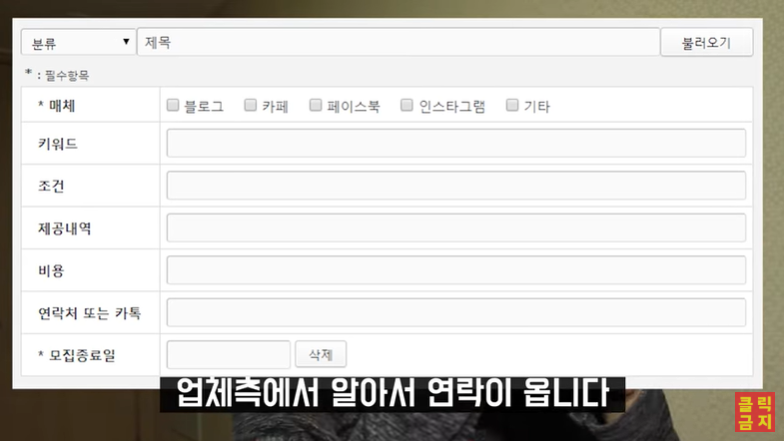 분류 ▼ 제목 불러오기
* : 필수항목
* 매체 블로그 카페 페이스북 인스타그램 기타
키워드
조건
제공내역
비용
연락처 또는 카톡
* 모집종료일 삭제
업체측에서 알아서 연락이 옵니다
클릭
금지